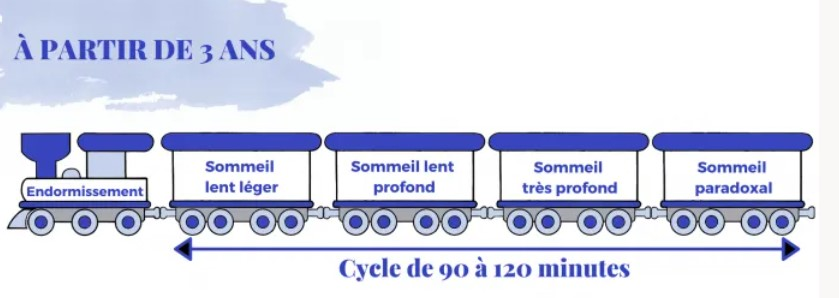 À PARTIR DE 3 ANS
Endormissement
Sommeil
lent léger
Sommeil lent
profond
Sommeil
très profond
Sommeil
paradoxal
Cycle de 90 à 120 minutes